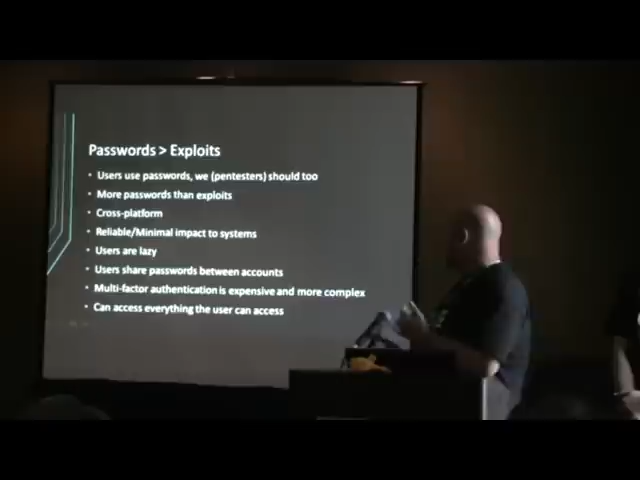 Passwords > Exploits
• Users use passwords, we (pentesters) should too
• More passwords than exploits
• Cross-platform
• Reliable/Minimal impact to systems
• Users are lazy
• Users share passwords between accounts
• Multi-factor authentication is expensive and more complex
• Can access everything the user can access